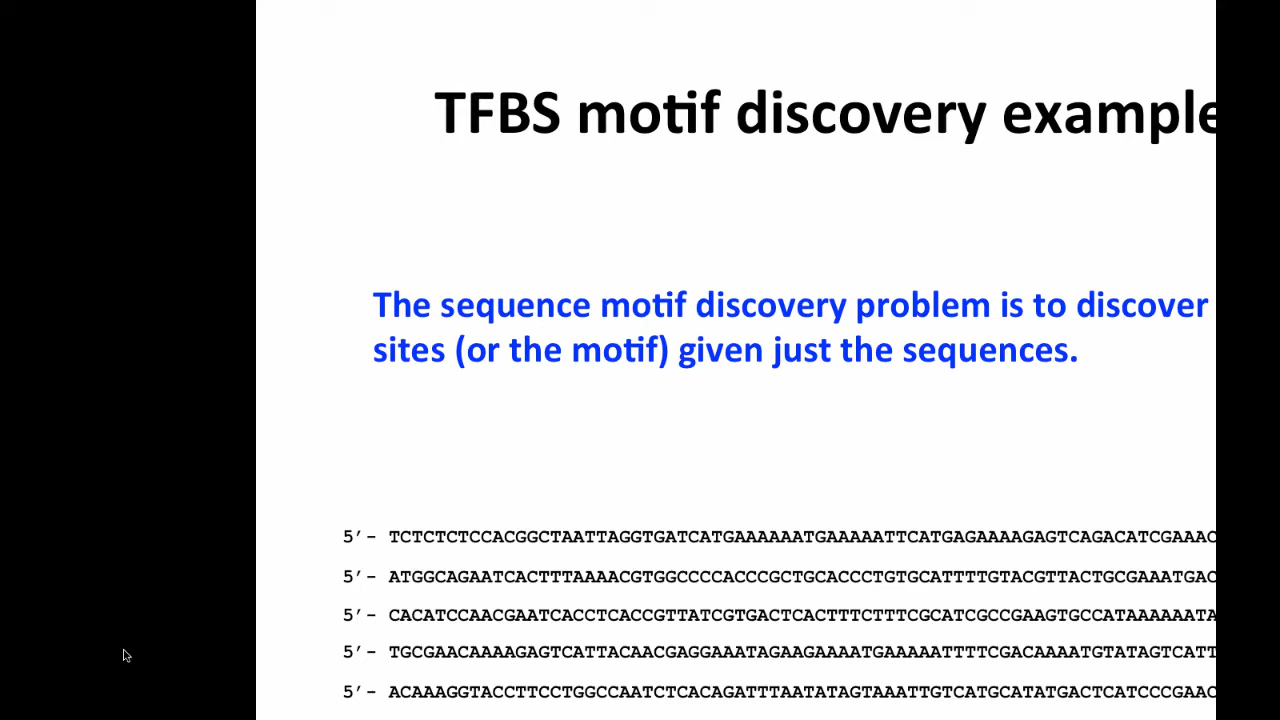 TFBS motif discovery example
The sequence motif discovery problem is to discover
sites (or the motif) given just the sequences.
5’- TCTCTCTCCACGGCTAATTAGGTGATCATGAAAAAATGAAAAATTCATGAGAAAAGAGTCAGACATCGAAAC
5’- ATGGCAGAATCACTTTAAAACGTGGCCCCACCCGCTGCACCCTGTGCATTTTGTACGTTACTGCGAAATGAC
5’- CACATCCAACGAATCACCTCACCGTTATCGTGACTCACTTTCTTTCGCATCGCCGAAGTGCCATAAAAAATA
5’- TGCGAACAAAAGAGTCATTACAACGAGGAAATAGAAGAAAATGAAAAATTTTCGACAAAATGTATAGTCATT
5’- ACAAAGGTACCTTCCTGGCCAATCTCACAGATTTAATATAGTAAATTGTCATGCATATGACTCATCCCGAAC